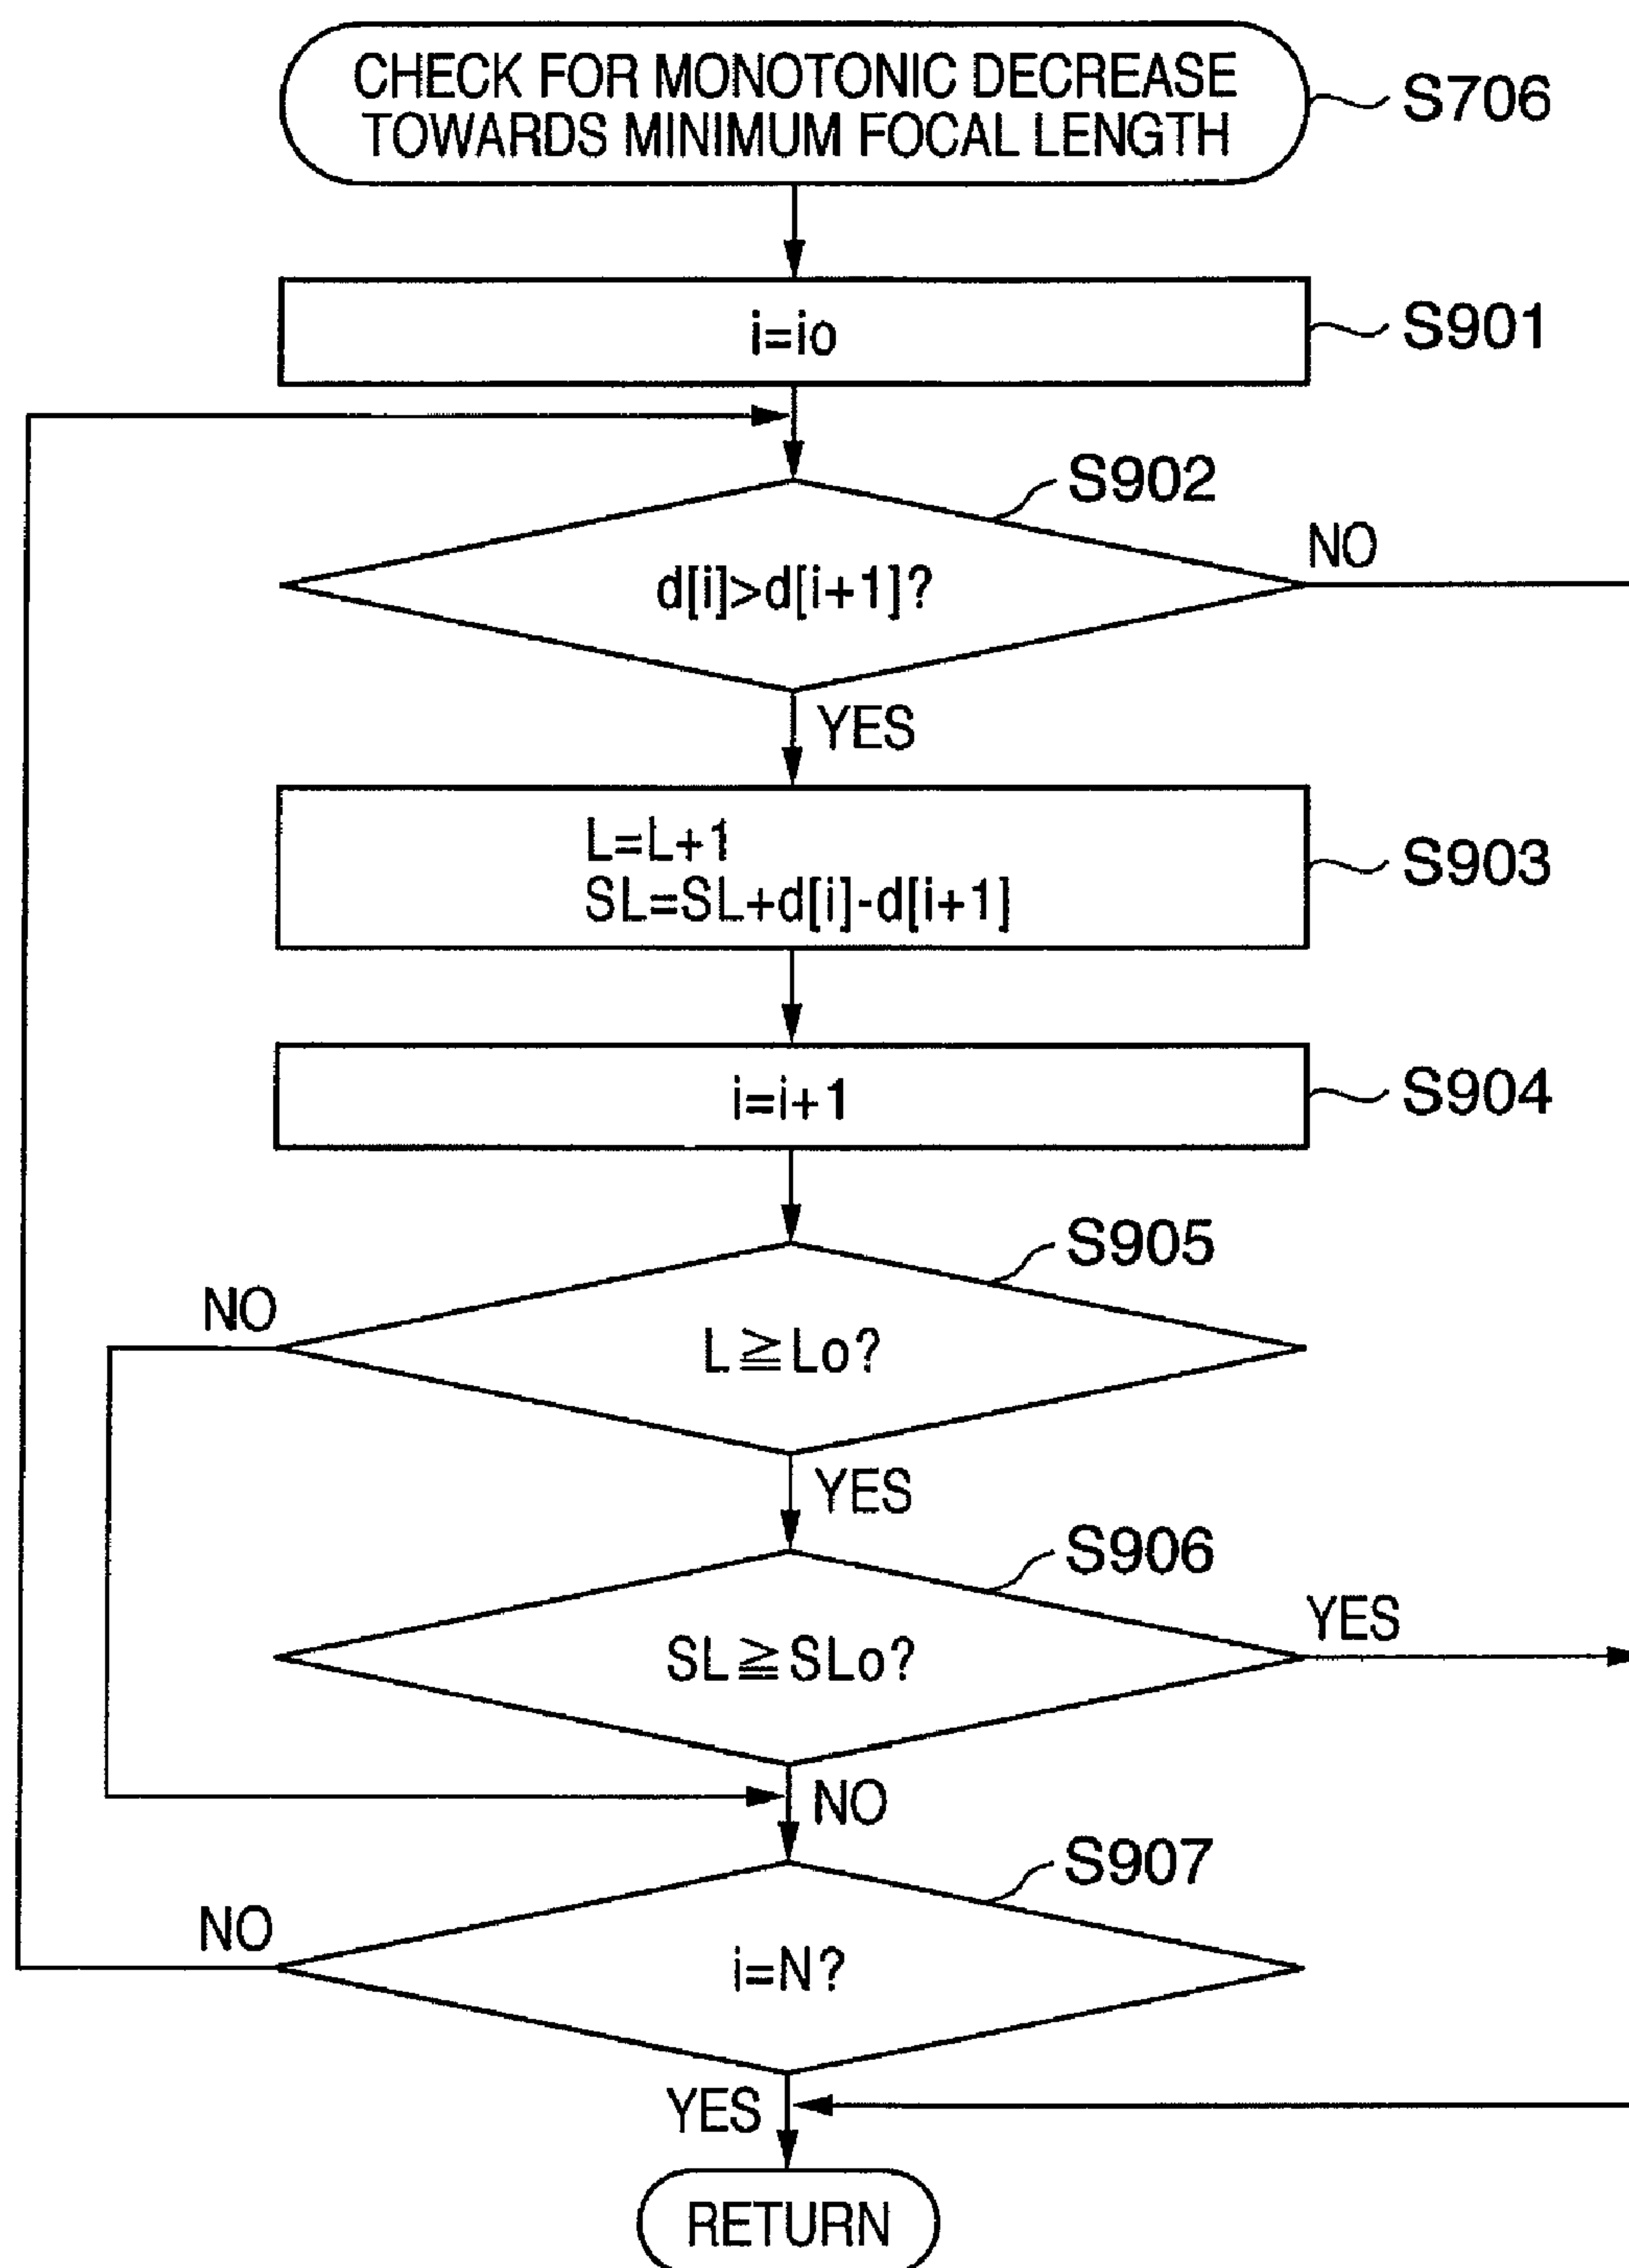 CHECK FOR MONOTONIC DECREASE
TOWARDS MINIMUM FOCAL LENGTH
S706
i=io
S901
S902
d[i]>d[i+1]?
NO
YES
L=L+1
SL=SL+d[i]-d[i+1]
S903
i=i+1
S904
S905
NO
L≧Lo?
YES
S906
SL≧SLo?
YES
NO
S907
NO
i=N?
YES
RETURN